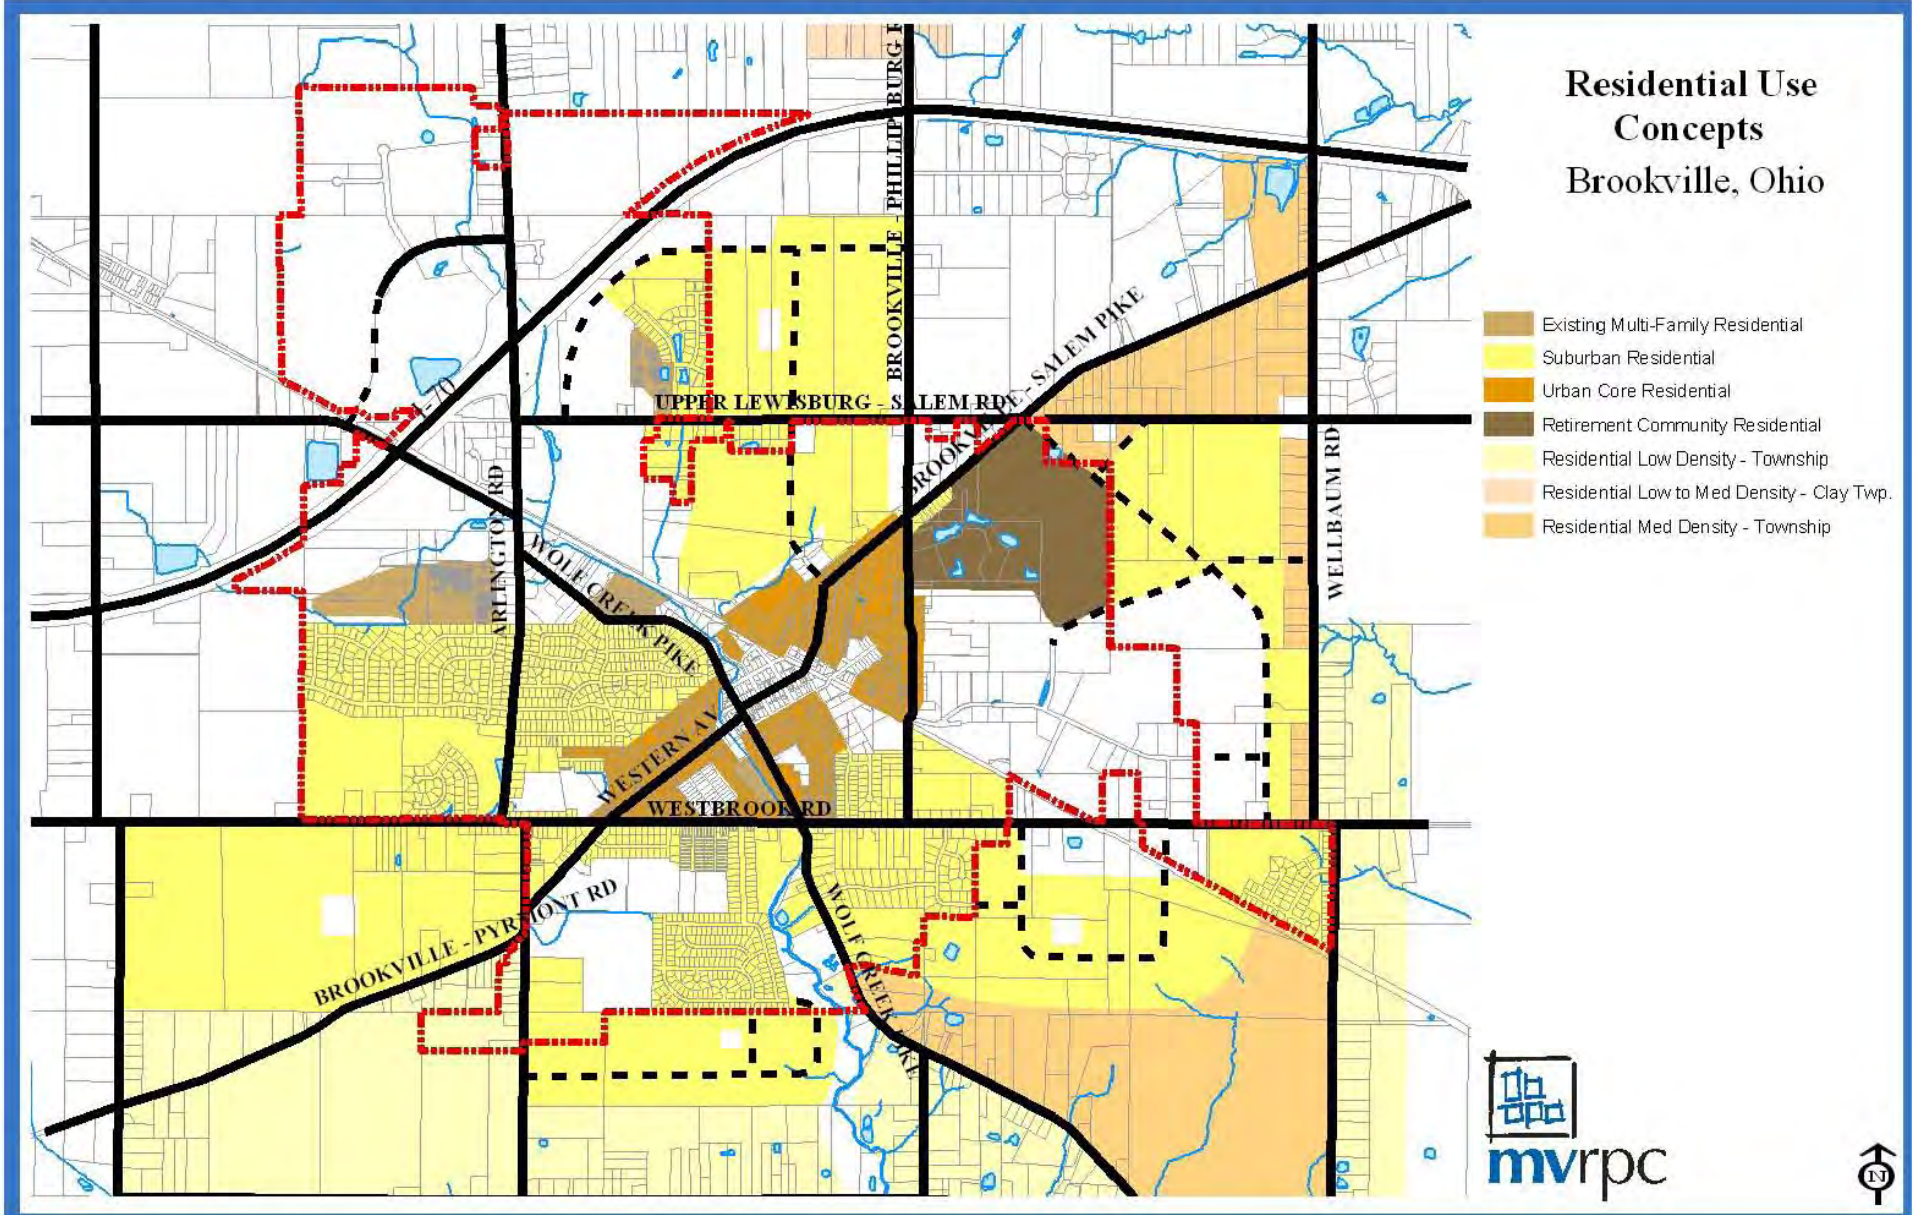 Residential Use
Concepts
Brookville, Ohio
Existing Multi-Family Residential
Suburban Residential
Urban Core Residential
Retirement Community Residential
Residential Low Density - Township
Residential Low to Med Density - Clay Twp.
Residential Med Density - Township
BROOKVILLE - PHILLIPSBURG
BROOKVILLE - SALEM PIKE
I-70
UPPER LEWISBURG - SALEM RD
ARLINGTON RD
WELLBAUM RD
WOLF CREEK PIKE
WESTERN AV
WESTBROOK RD
BROOKVILLE - PYRMONT RD
WOLF CREEK PIKE
mvrpc
N